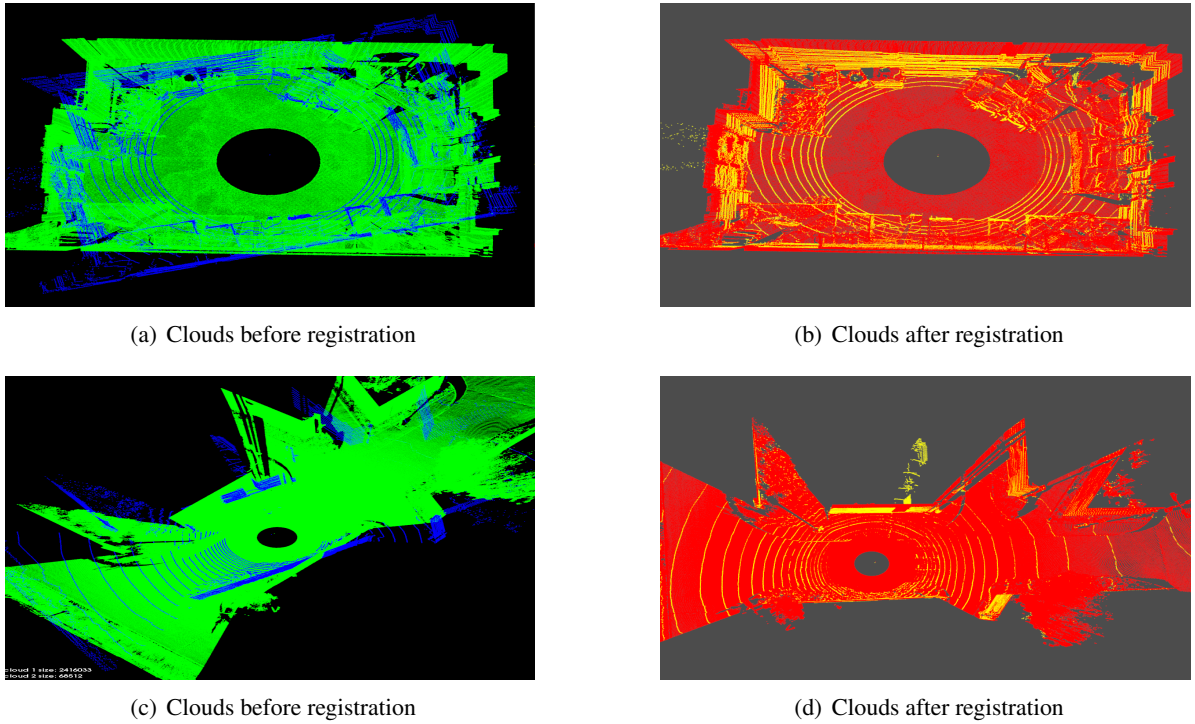 (a) Clouds before registration
(b) Clouds after registration
cloud 1 size: 2416033
cloud 2 size: 68512
(c) Clouds before registration
(d) Clouds after registration